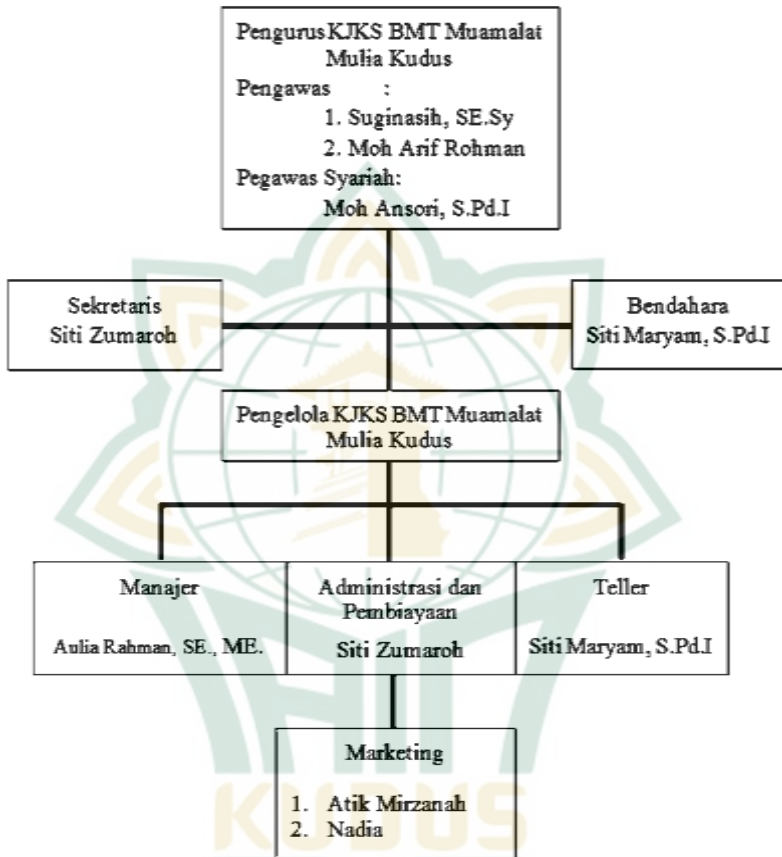 Pengurus KJKS BMT Muamalat
Mulia Kudus
Pengawas :
1. Suginasih, SE.Sy
2. Moh Arif Rohman
Pegawas Syariah:
Moh Ansori, S.Pd.I
Sekretaris
Siti Zumaroh
Bendahara
Siti Maryam, S.Pd.I
Pengelola KJKS BMT Muamalat
Mulia Kudus
Manajer
Aulia Rahman, SE., ME.
Administrasi dan
Pembiayaan
Siti Zumaroh
Teller
Siti Maryam, S.Pd.I
Marketing
1. Atik Mirzanah
2. Nadia
IAIN
KUDUS